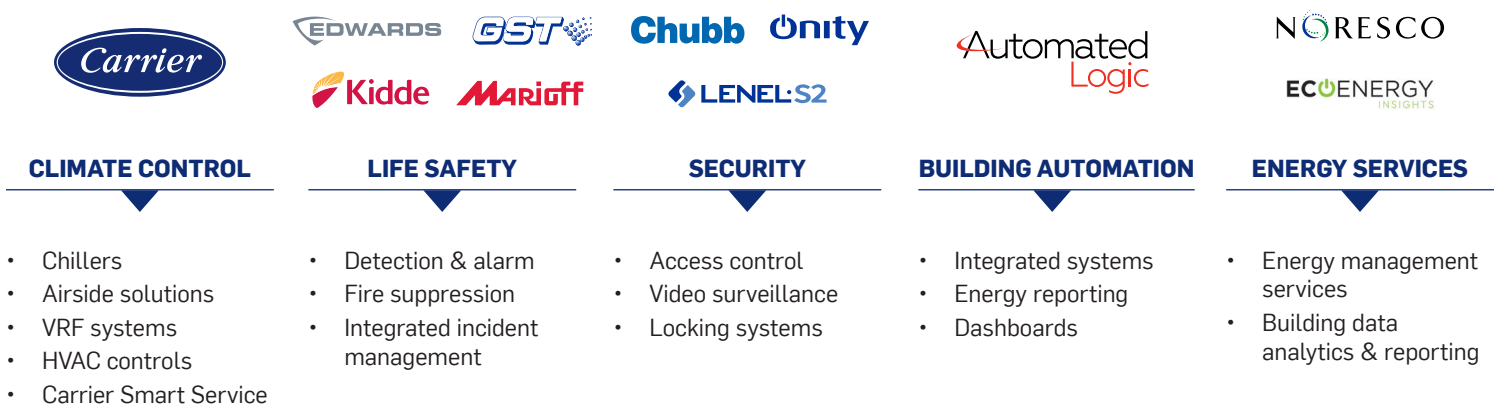 Carrier
EDWARDS
GST
Kidde
MARIOFF
Chubb
Onity
LENEL·S2
Automated
Logic
NORESCO
ECOENERGY
INSIGHTS
CLIMATE CONTROL
• Chillers
• Airside solutions
• VRF systems
• HVAC controls
• Carrier Smart Service
LIFE SAFETY
• Detection & alarm
• Fire suppression
• Integrated incident
management
SECURITY
• Access control
• Video surveillance
• Locking systems
BUILDING AUTOMATION
• Integrated systems
• Energy reporting
• Dashboards
ENERGY SERVICES
• Energy management
services
• Building data
analytics & reporting